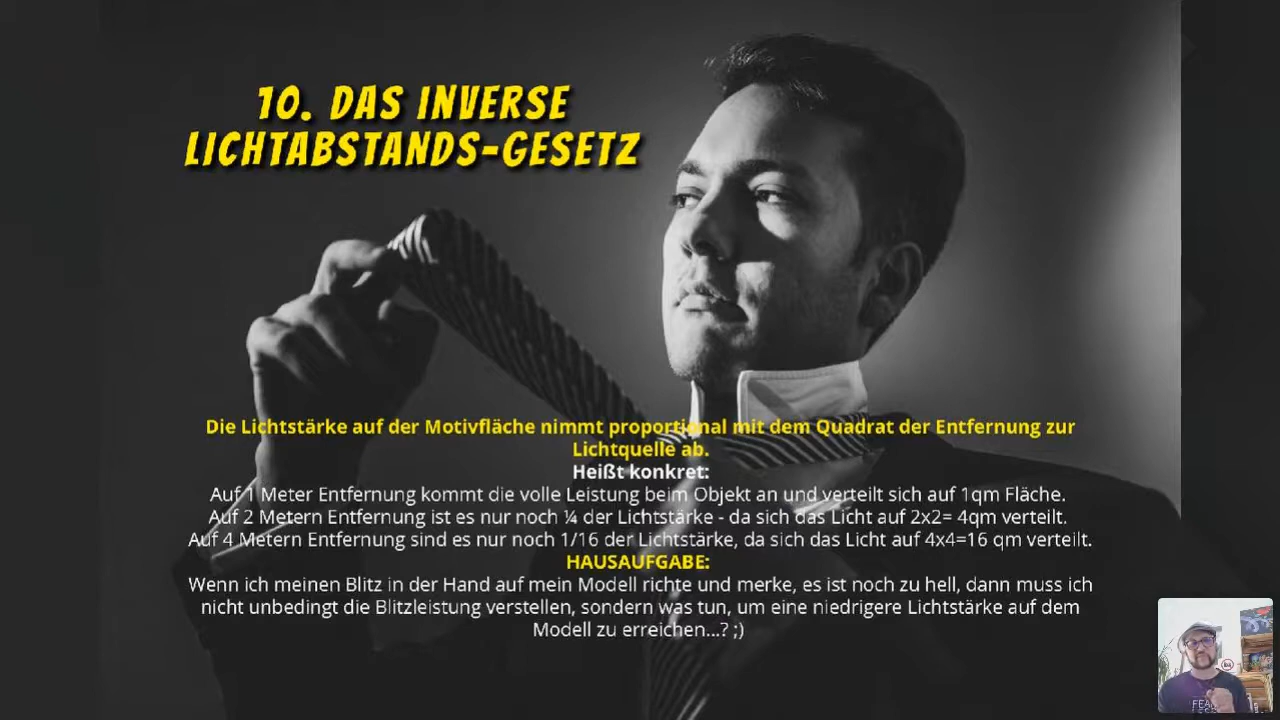 10. DAS INVERSE
LICHTABSTANDS-GESETZ
Die Lichtstärke auf der Motivfläche nimmt proportional mit dem Quadrat der Entfernung zur
Lichtquelle ab.
Heißt konkret:
Auf 1 Meter Entfernung kommt die volle Leistung beim Objekt an und verteilt sich auf 1qm Fläche.
Auf 2 Metern Entfernung ist es nur noch ¼ der Lichtstärke - da sich das Licht auf 2x2= 4qm verteilt.
Auf 4 Metern Entfernung sind es nur noch 1/16 der Lichtstärke, da sich das Licht auf 4x4=16 qm verteilt.
HAUSAUFGABE:
Wenn ich meinen Blitz in der Hand auf mein Modell richte und merke, es ist noch zu hell, dann muss ich
nicht unbedingt die Blitzleistung verstellen, sondern was tun, um eine niedrigere Lichtstärke auf dem
Modell zu erreichen...? ;)